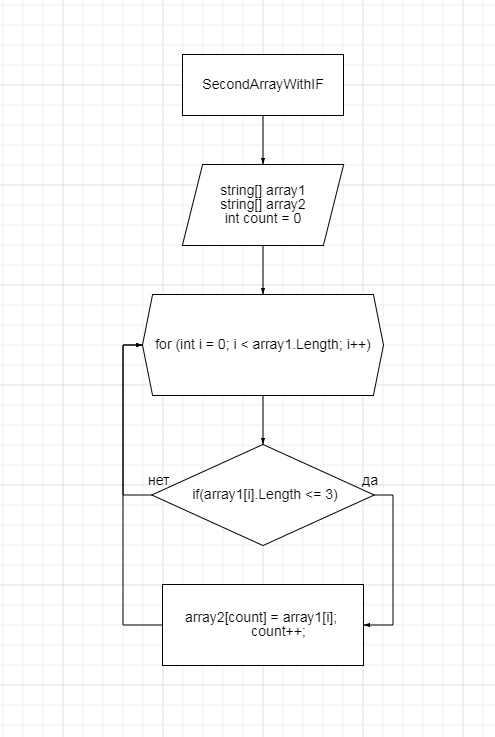 SecondArrayWithIF
string[] array1
string[] array2
int count = 0
for (int i = 0; i < array1.Length; i++)
нет
да
if(array1[i].Length <= 3)
array2[count] = array1[i];
count++;